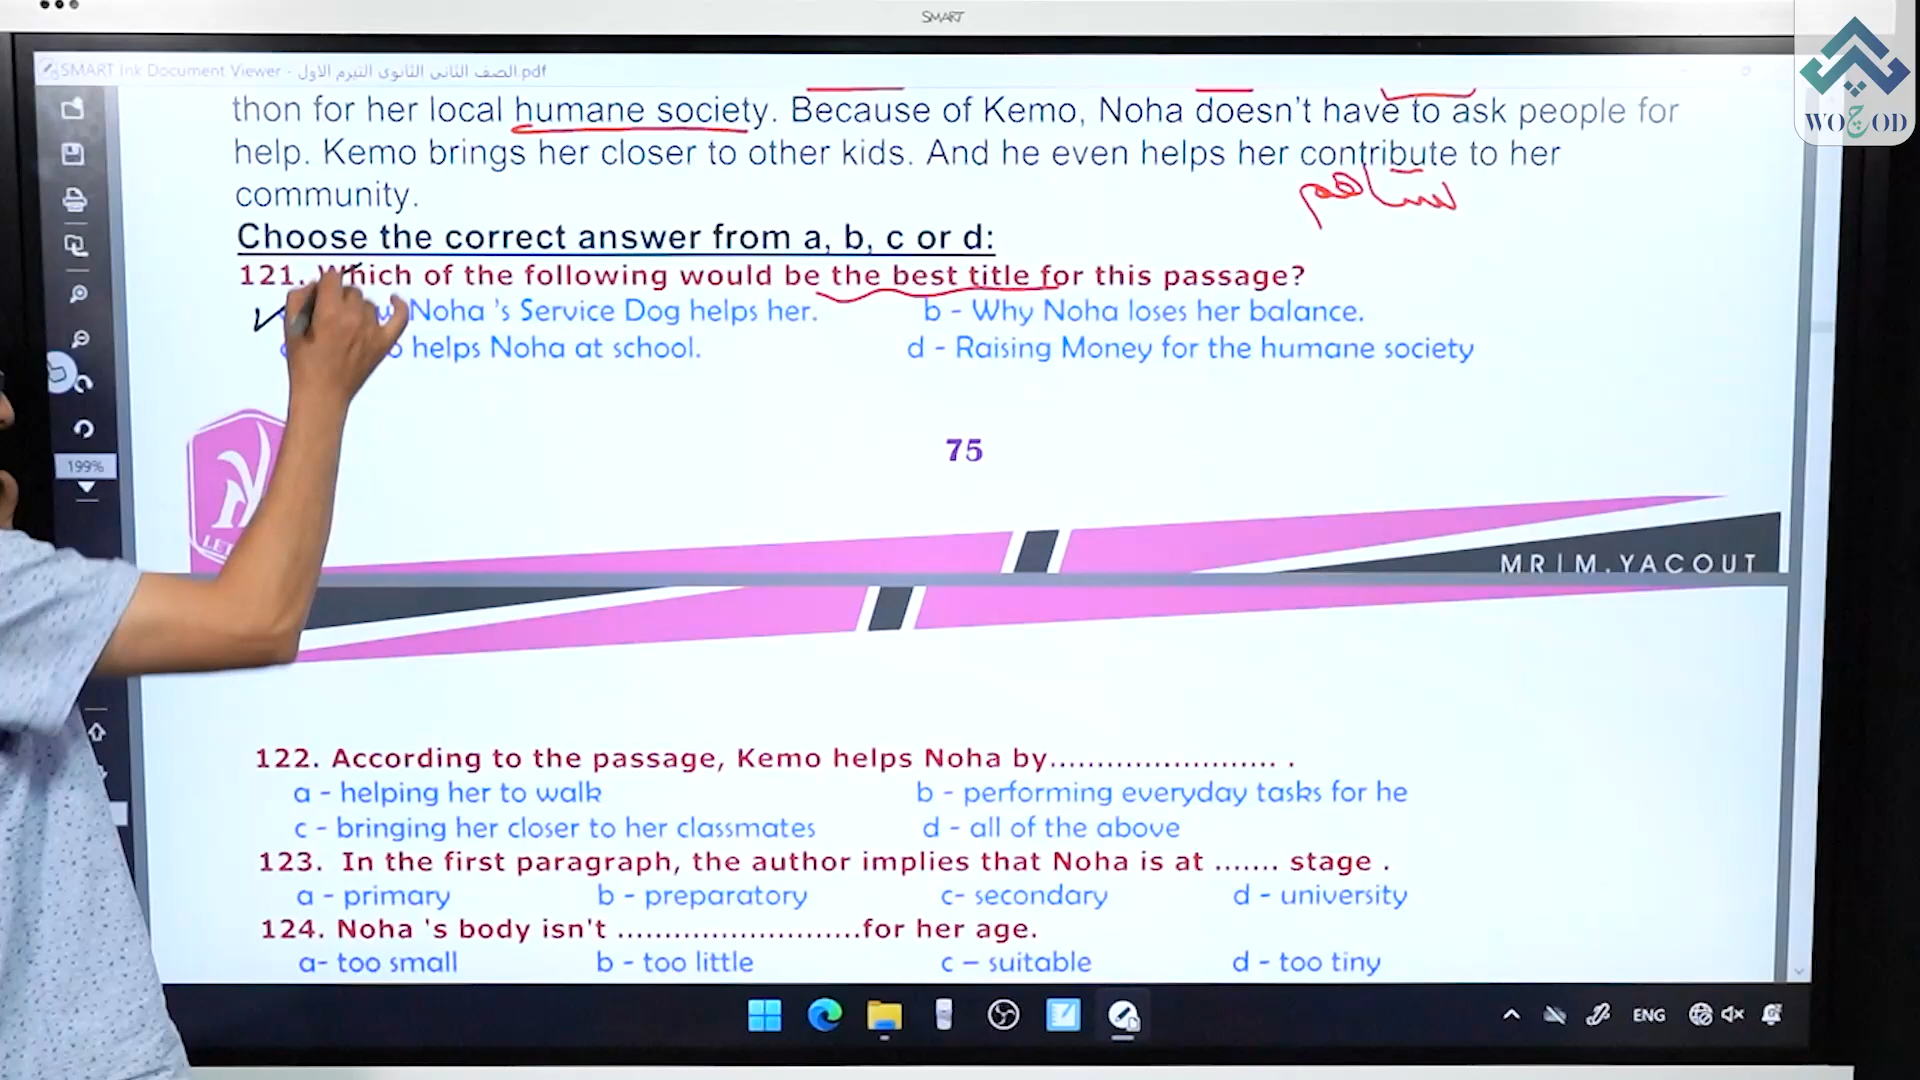 SMART
SMART Ink Document Viewer - الصف الثانى الثانوى التيرم الاول.pdf
WOجOD
thon for her local humane society. Because of Kemo, Noha doesn't have to ask people for
help. Kemo brings her closer to other kids. And he even helps her contribute to her
يساهم
community.
Choose the correct answer from a, b, c or d:
121. Which of the following would be the best title for this passage?
Noha 's Service Dog helps her.
b - Why Noha loses her balance.
helps Noha at school.
d - Raising Money for the humane society
199%
75
MR|M.YACOUT
122. According to the passage, Kemo helps Noha by........................ .
a - helping her to walk
b - performing everyday tasks for he
c - bringing her closer to her classmates
d - all of the above
123. In the first paragraph, the author implies that Noha is at ....... stage .
a - primary
b - preparatory
c- secondary
d - university
124. Noha 's body isn't ..........................for her age.
a- too small
b - too little
c – suitable
d - too tiny
ENG